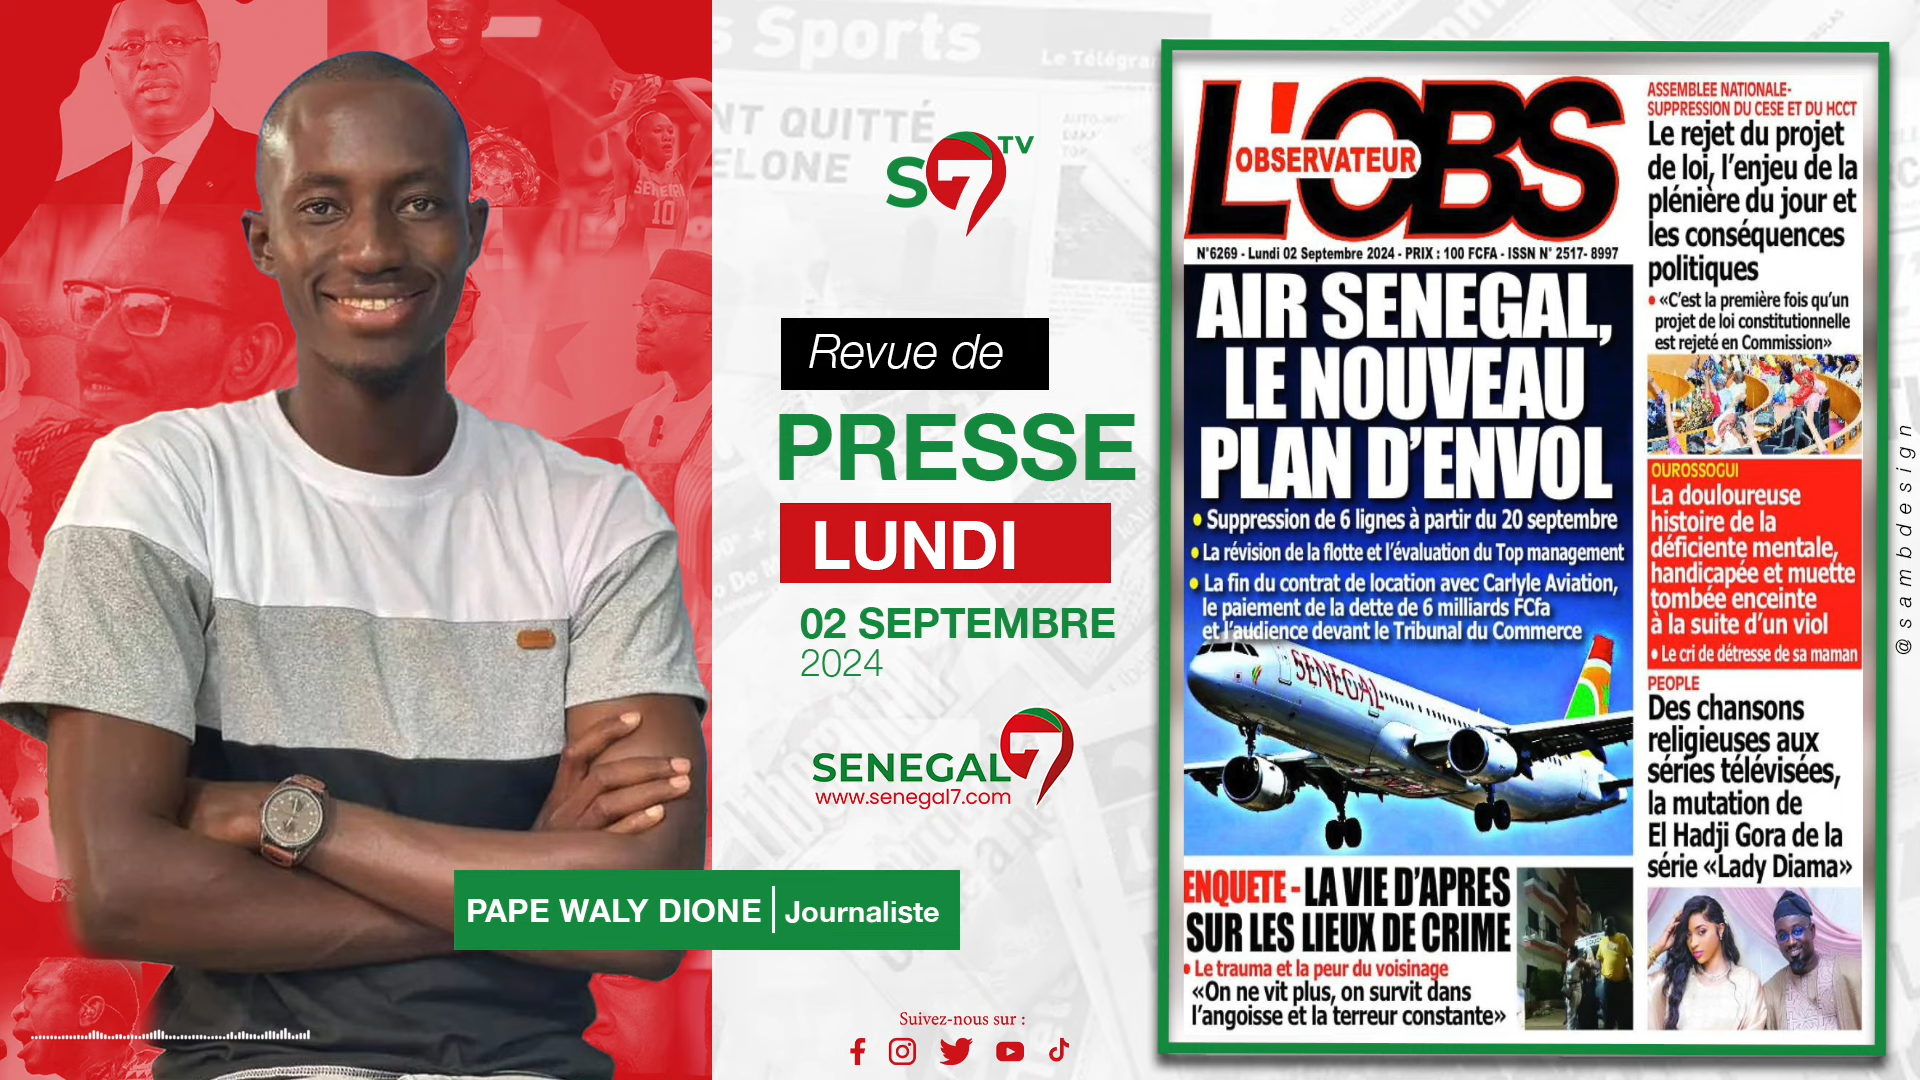 S7 TV
Revue de
PRESSE
LUNDI
02 SEPTEMBRE
2024
SENEGAL7
www.senegal7.com
PAPE WALY DIONE | Journaliste
Suivez-nous sur :
s Sports
Le Télégra
NT QUITTÉ
ELONE
SENEGAL
10
L'OBS
OBSERVATEUR
N°6269 - Lundi 02 Septembre 2024 - PRIX : 100 FCFA - ISSN N° 2517- 8997
AIR SENEGAL,
LE NOUVEAU
PLAN D'ENVOL
• Suppression de 6 lignes à partir du 20 septembre
• La révision de la flotte et l'évaluation du Top management
• La fin du contrat de location avec Carlyle Aviation,
le paiement de la dette de 6 milliards FCfa
et l'audience devant le Tribunal du Commerce
SENEGAL
ENQUETE - LA VIE D'APRES
SUR LES LIEUX DE CRIME
• Le trauma et la peur du voisinage
«On ne vit plus, on survit dans
l'angoisse et la terreur constante»
ASSEMBLEE NATIONALE-
SUPPRESSION DU CESE ET DU HCCT
Le rejet du projet
de loi, l'enjeu de la
plénière du jour et
les conséquences
politiques
• «C'est la première fois qu'un
projet de loi constitutionnelle
est rejeté en Commission»
OUROSSOGUI
La douloureuse
histoire de la
déficiente mentale,
handicapée et muette
tombée enceinte
à la suite d'un viol
• Le cri de détresse de sa maman
PEOPLE
Des chansons
religieuses aux
séries télévisées,
la mutation de
El Hadji Gora de la
série «Lady Diama»
@sambdesign